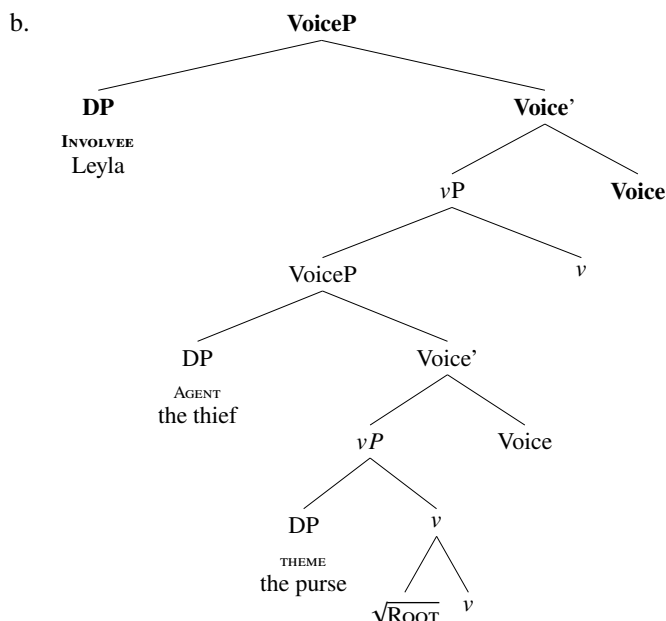 b.
VoiceP
DP Voice’
INVOLVEE
Leyla
vP Voice
VoiceP v
DP Voice’
AGENT
the thief
vP Voice
DP v
THEME
the purse
√ROOT v